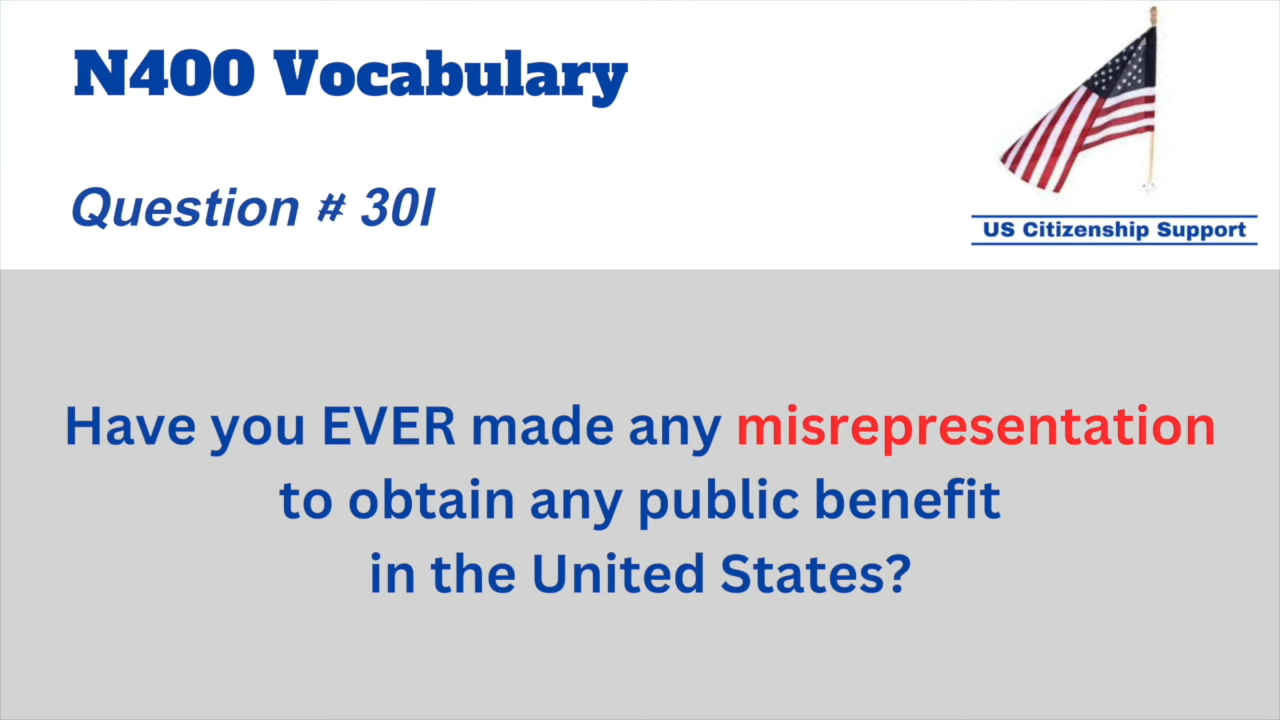 N400 Vocabulary
Question # 30I
US Citizenship Support
Have you EVER made any misrepresentation
to obtain any public benefit
in the United States?